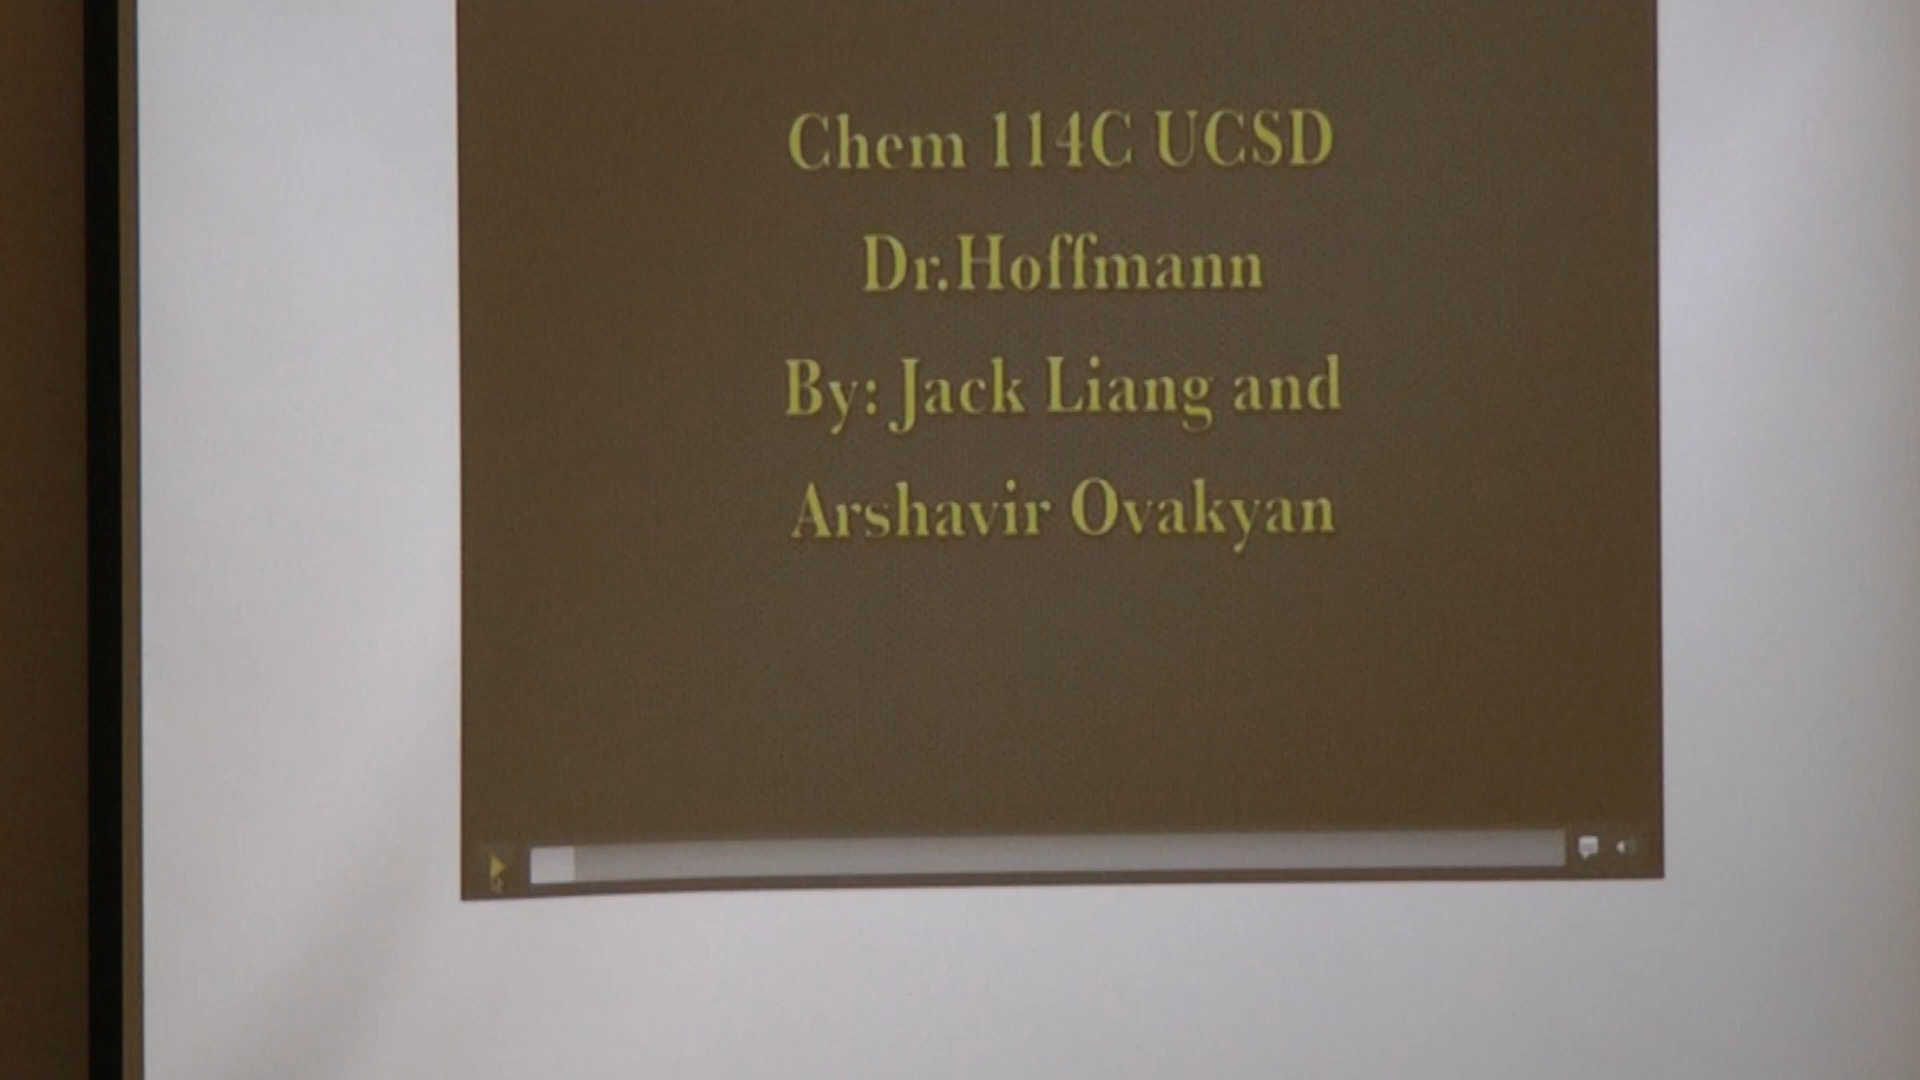 Chem 114C UCSD
Dr.Hoffmann
By: Jack Liang and
Arshavir Ovakyan